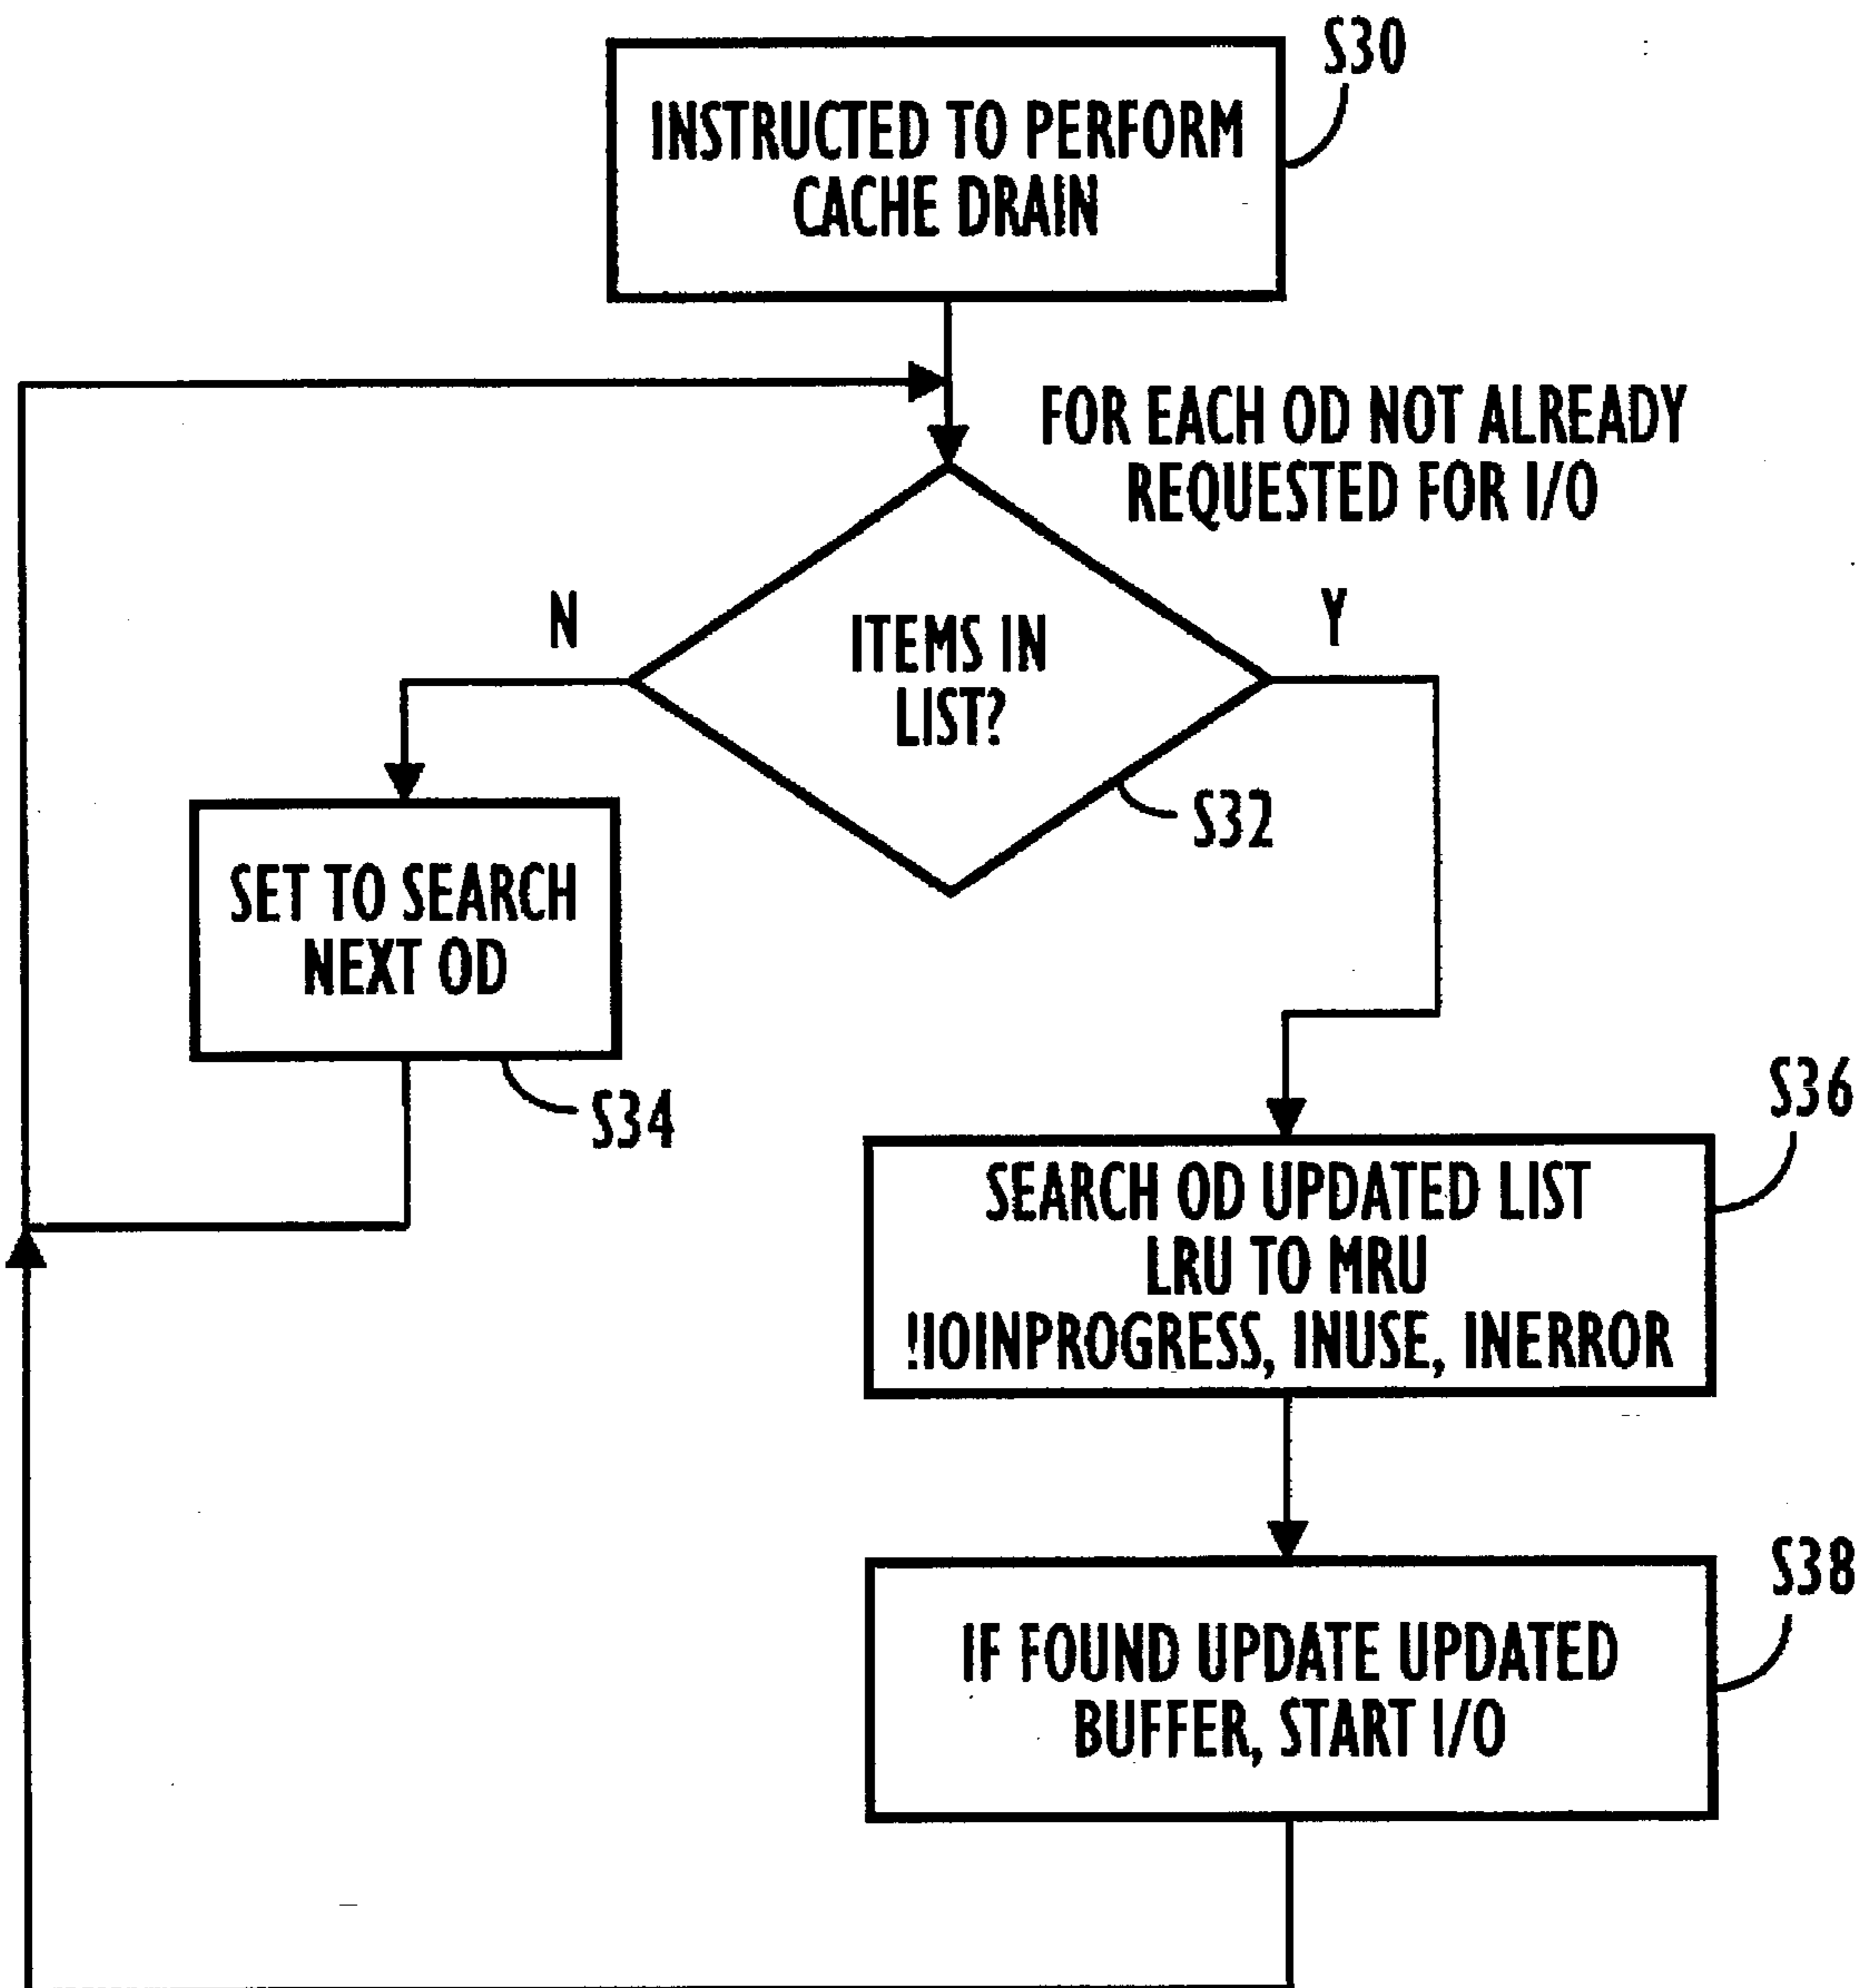 S30
INSTRUCTED TO PERFORM
CACHE DRAIN
FOR EACH OD NOT ALREADY
REQUESTED FOR I/O
N
Y
ITEMS IN
LIST?
S32
SET TO SEARCH
NEXT OD
S34
S36
SEARCH OD UPDATED LIST
LRU TO MRU
!IOINPROGRESS, INUSE, INERROR
S38
IF FOUND UPDATE UPDATED
BUFFER, START I/O